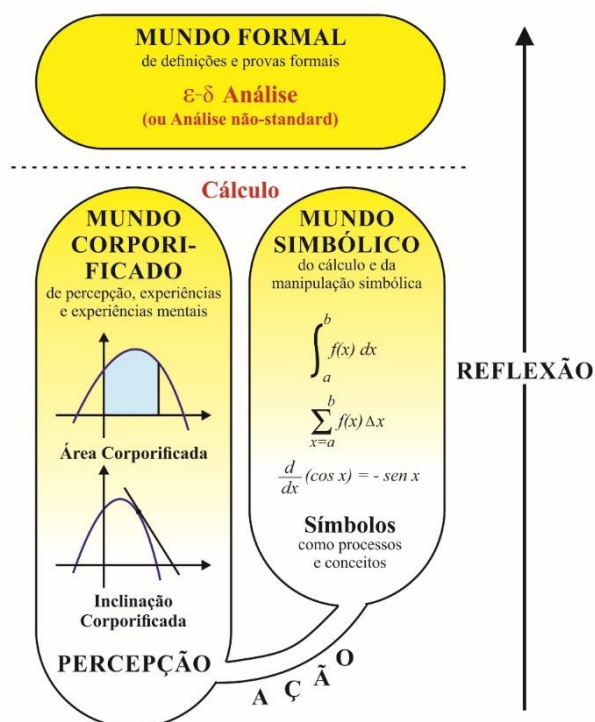 MUNDO FORMAL
de definições e provas formais
ε-δ Análise
(ou Análise não-standard)
Cálculo
MUNDO
CORPORI-
FICADO
de percepção, experiências
e experiências mentais
Área Corporificada
Inclinação
Corporificada
PERCEPÇÃO
AÇÃO
MUNDO
SIMBÓLICO
do cálculo e da
manipulação simbólica
∫_a^b f(x) dx
∑_{x=a}^b f(x) Δx
d/dx (cos x) = - sen x
Símbolos
como processos
e conceitos
REFLEXÃO